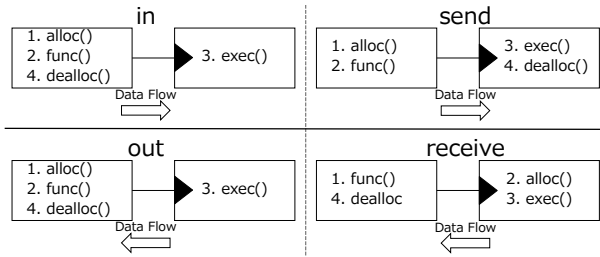 in
1. alloc()
2. func()
4. dealloc()
3. exec()
Data Flow
send
1. alloc()
2. func()
3. exec()
4. dealloc()
Data Flow
out
1. alloc()
2. func()
4. dealloc()
3. exec()
Data Flow
receive
1. func()
4. dealloc
2. alloc()
3. exec()
Data Flow